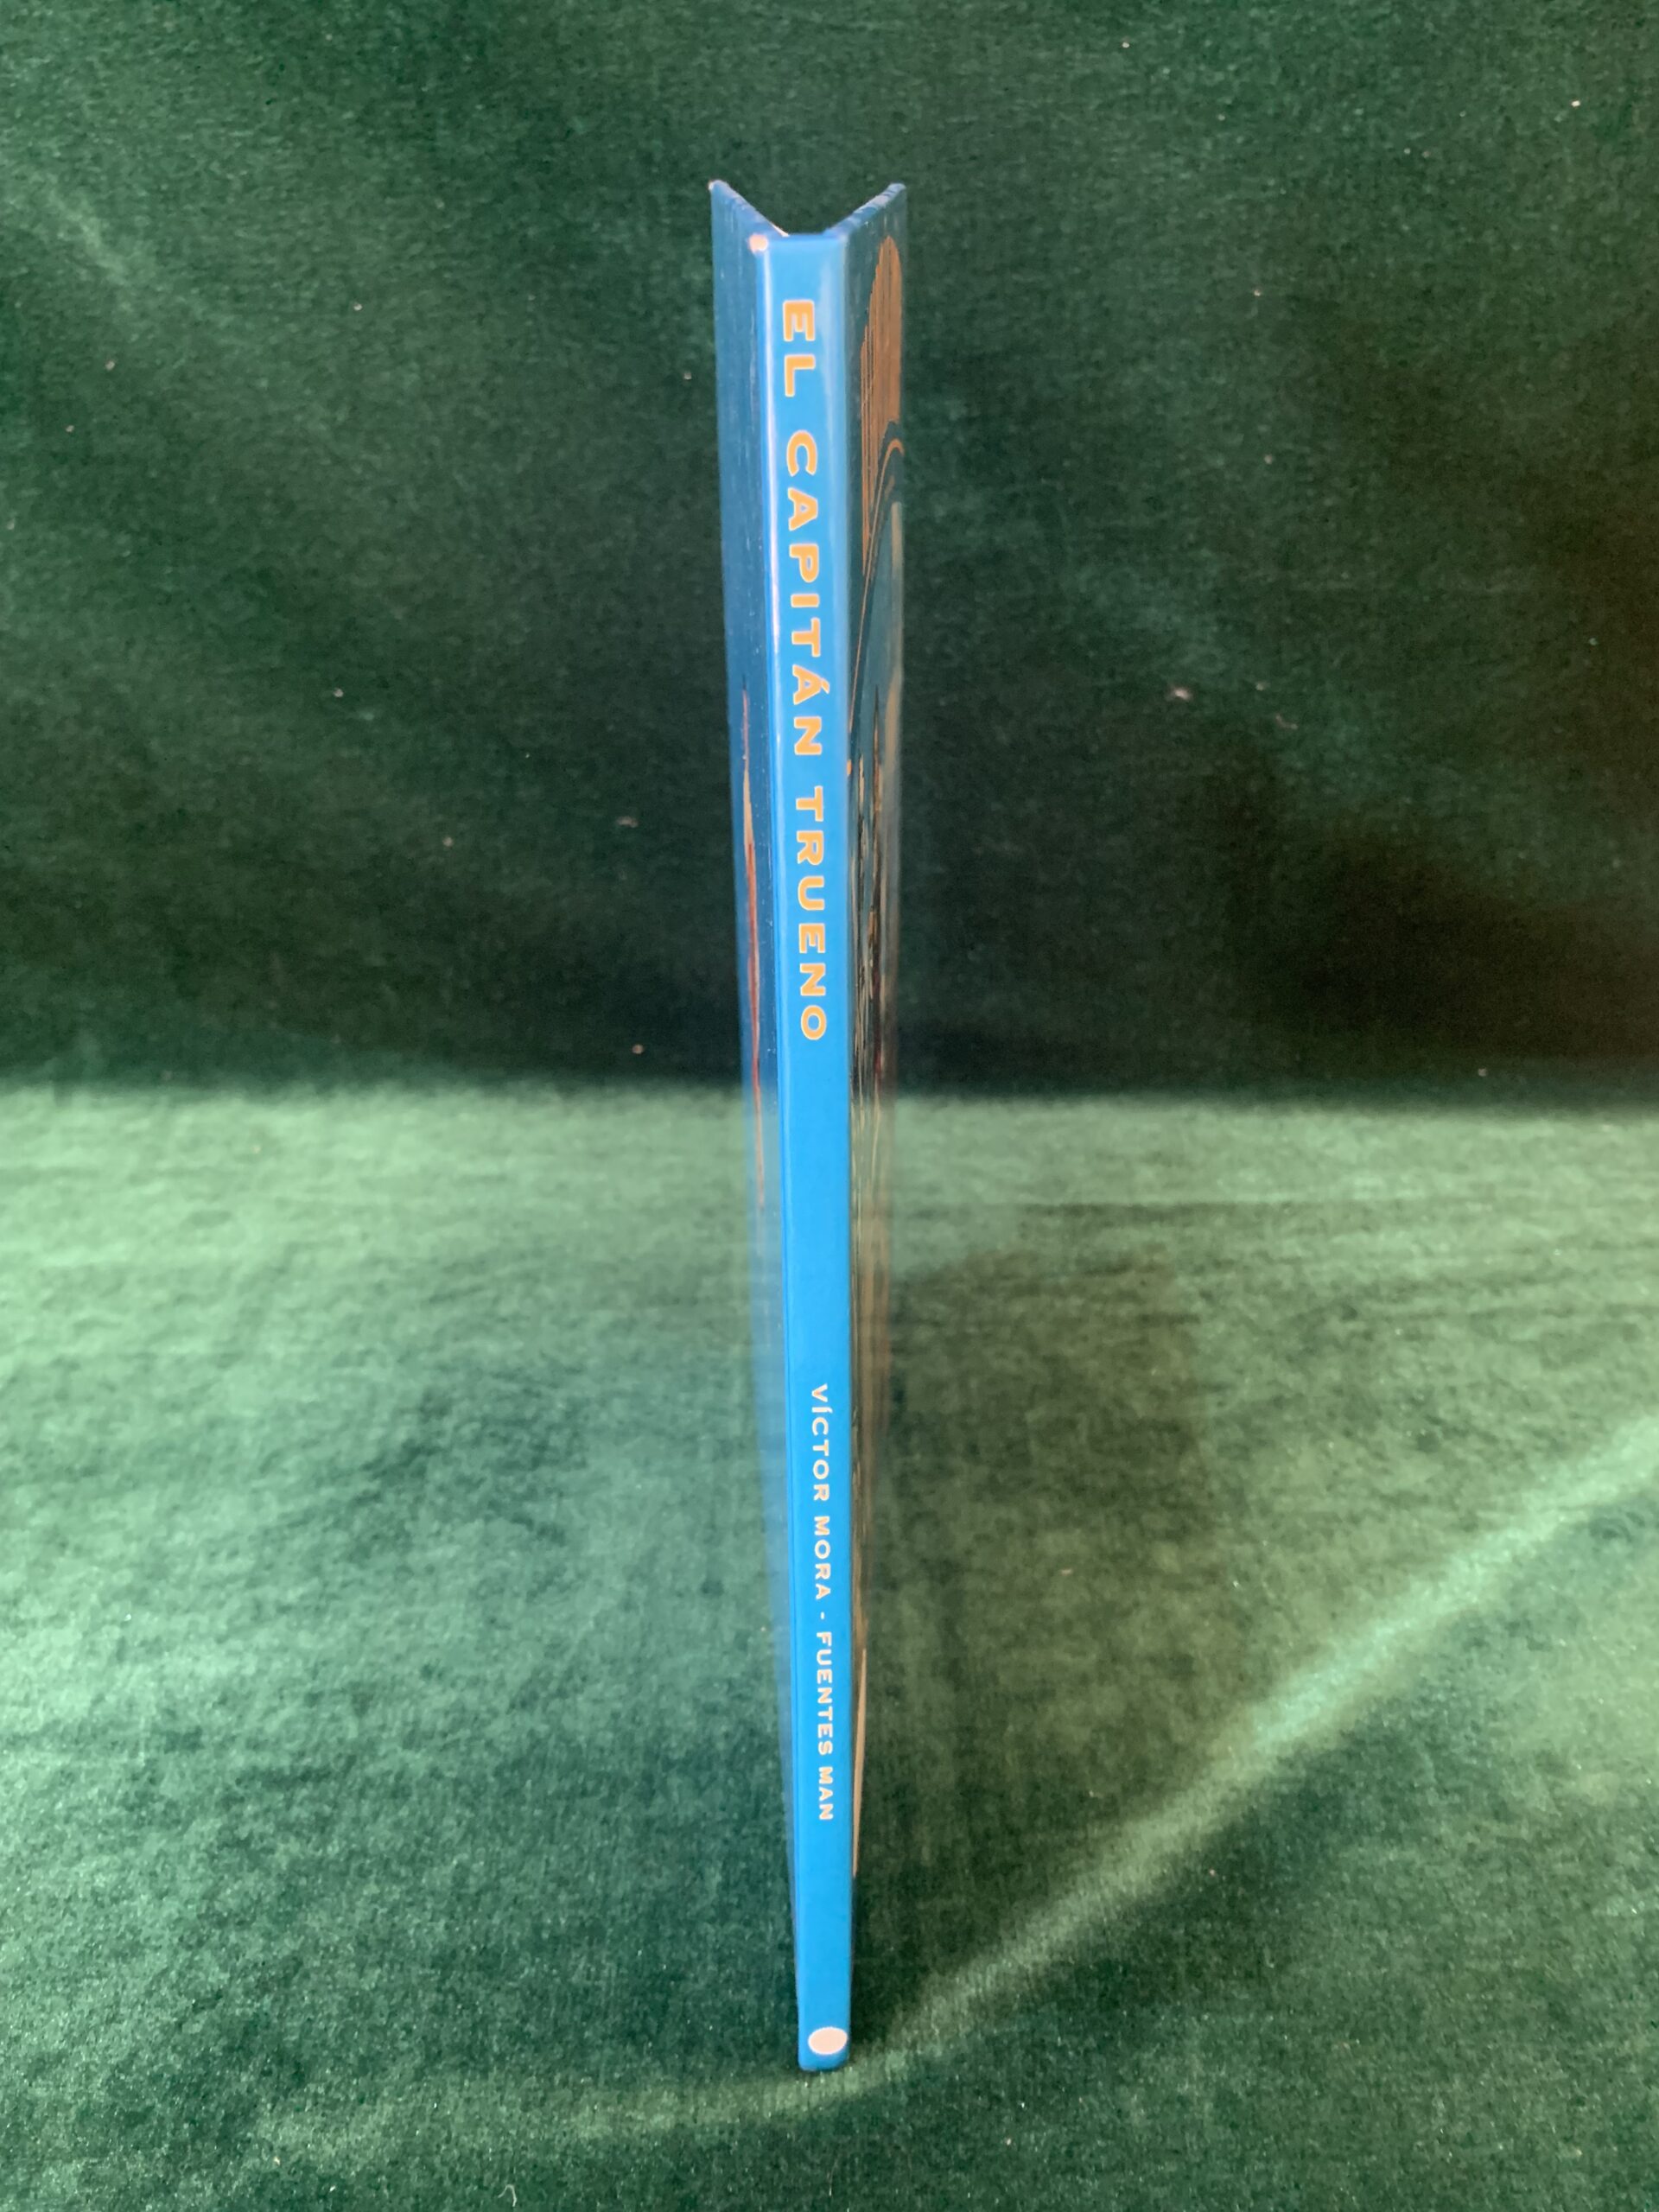 EL CAPITÁN TRUENO
VÍCTOR MORA - FUENTES MAN